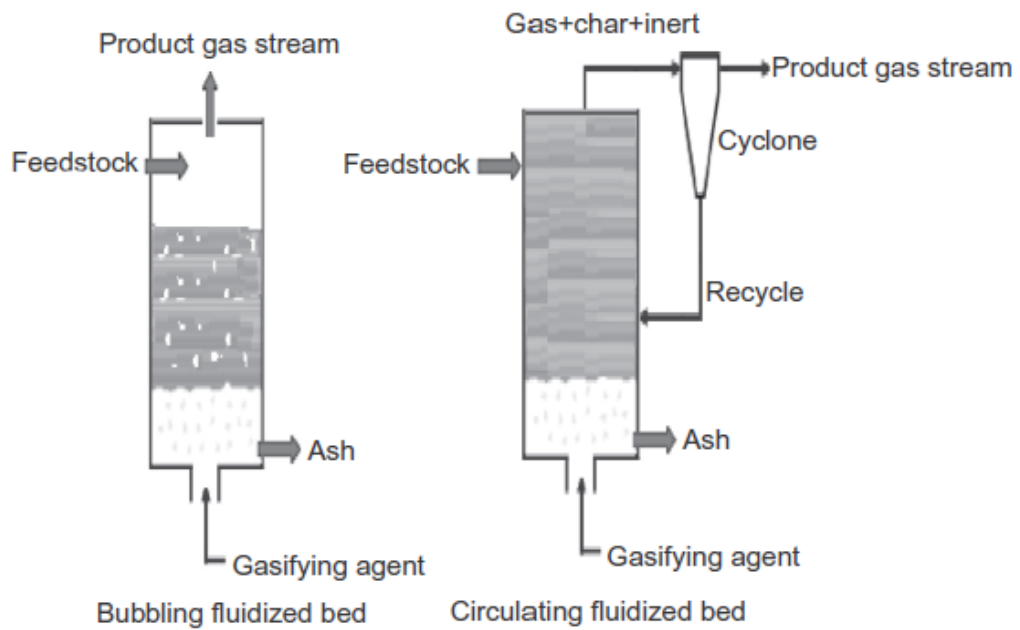 Product gas stream
Feedstock
Ash
Gasifying agent
Bubbling fluidized bed
Gas+char+inert
Product gas stream
Cyclone
Feedstock
Recycle
Ash
Gasifying agent
Circulating fluidized bed